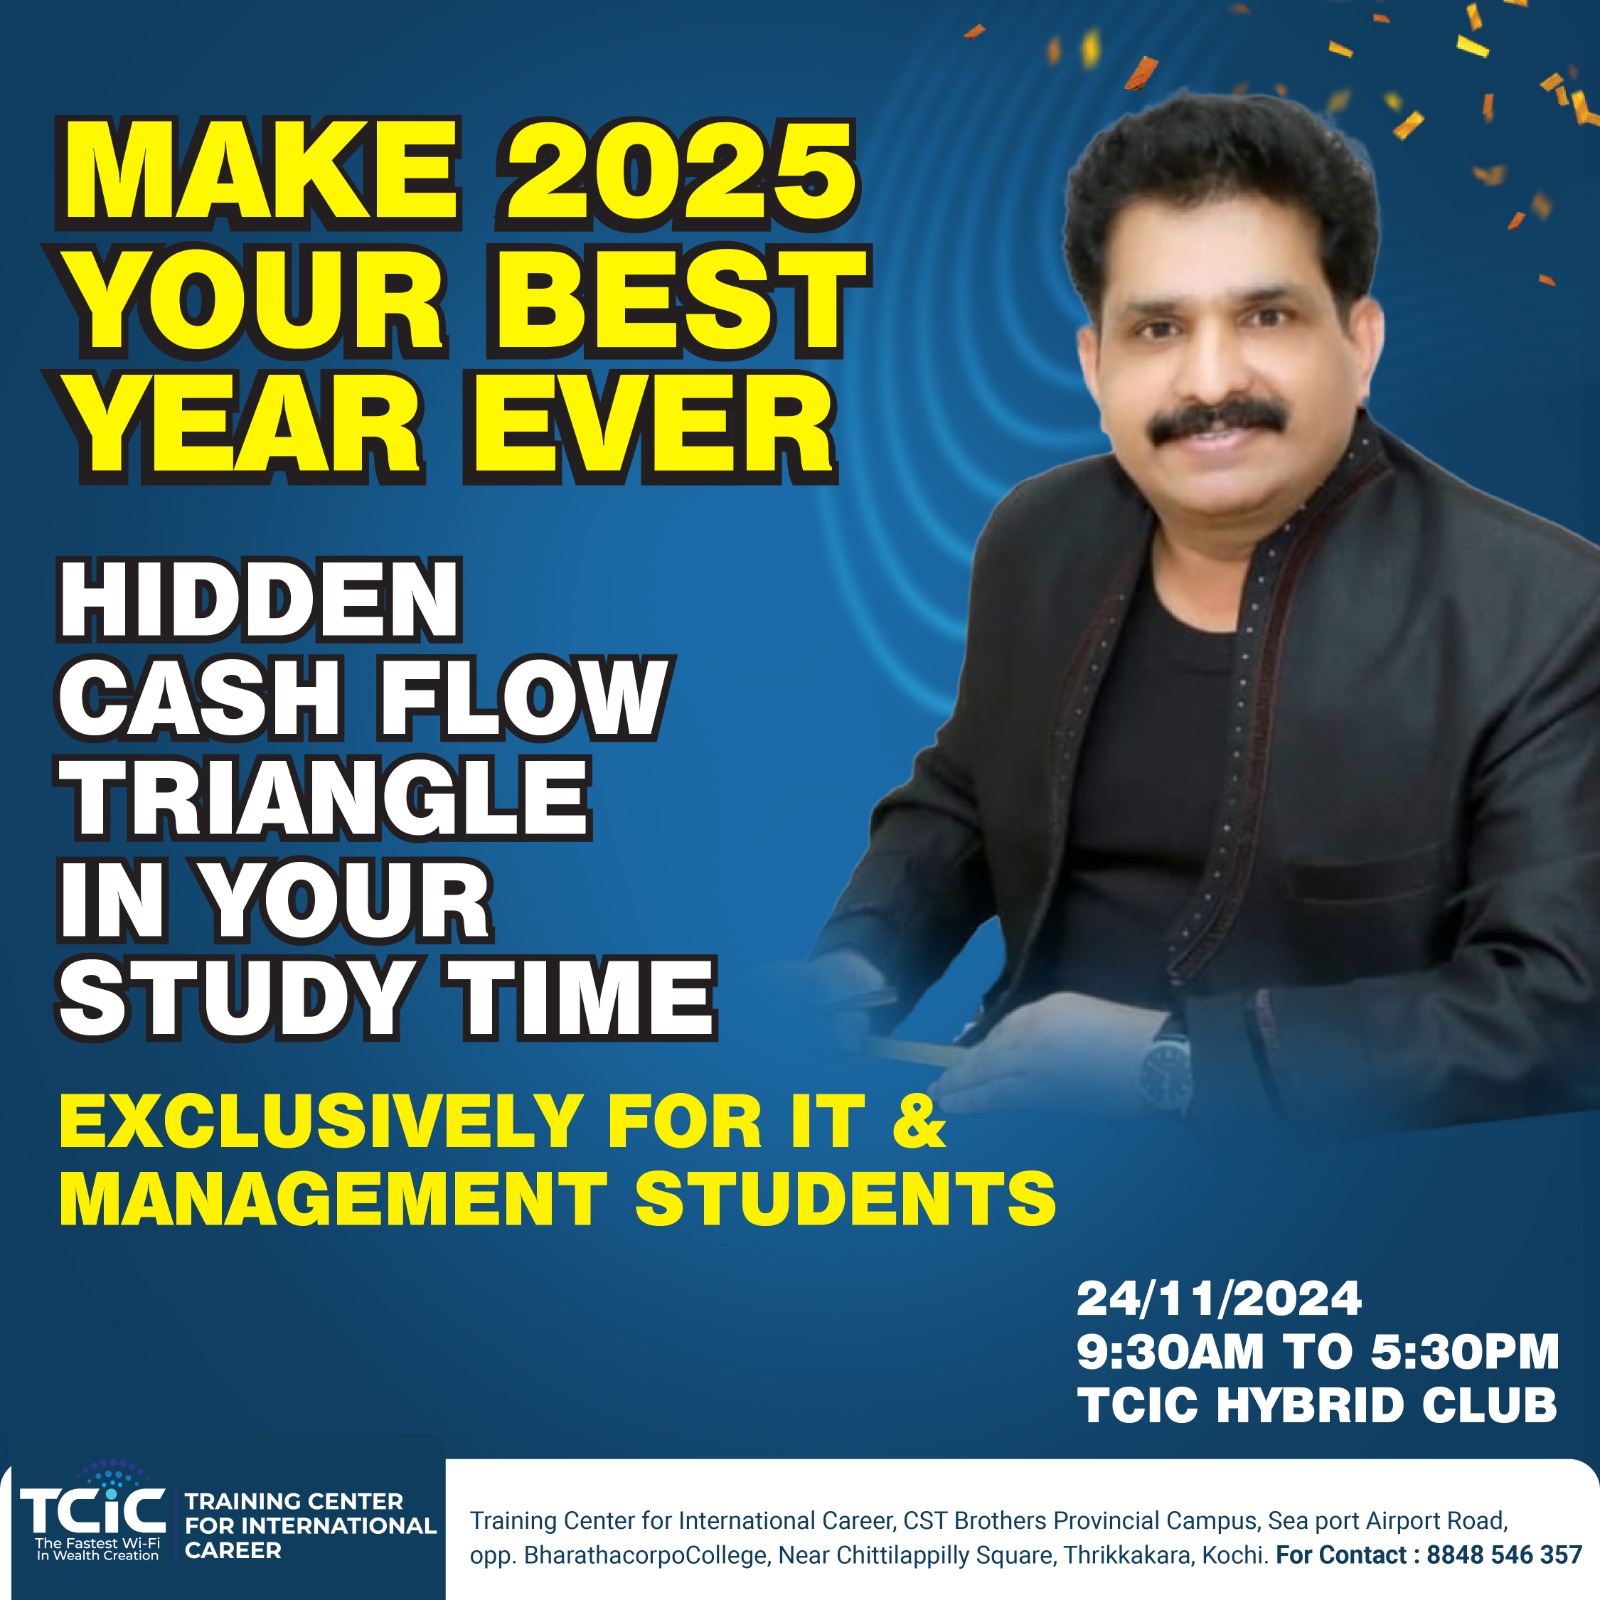 MAKE 2025
YOUR BEST
YEAR EVER
HIDDEN
CASH FLOW
TRIANGLE
IN YOUR
STUDY TIME
EXCLUSIVELY FOR IT &
MANAGEMENT STUDENTS
24/11/2024
9:30AM TO 5:30PM
TCIC HYBRID CLUB
TCiC
The Fastest Wi-Fi
In Wealth Creation
TRAINING CENTER
FOR INTERNATIONAL
CAREER
Training Center for International Career, CST Brothers Provincial Campus, Sea port Airport Road,
opp. BharathacorpoCollege, Near Chittilappilly Square, Thrikkakara, Kochi. For Contact : 8848 546 357